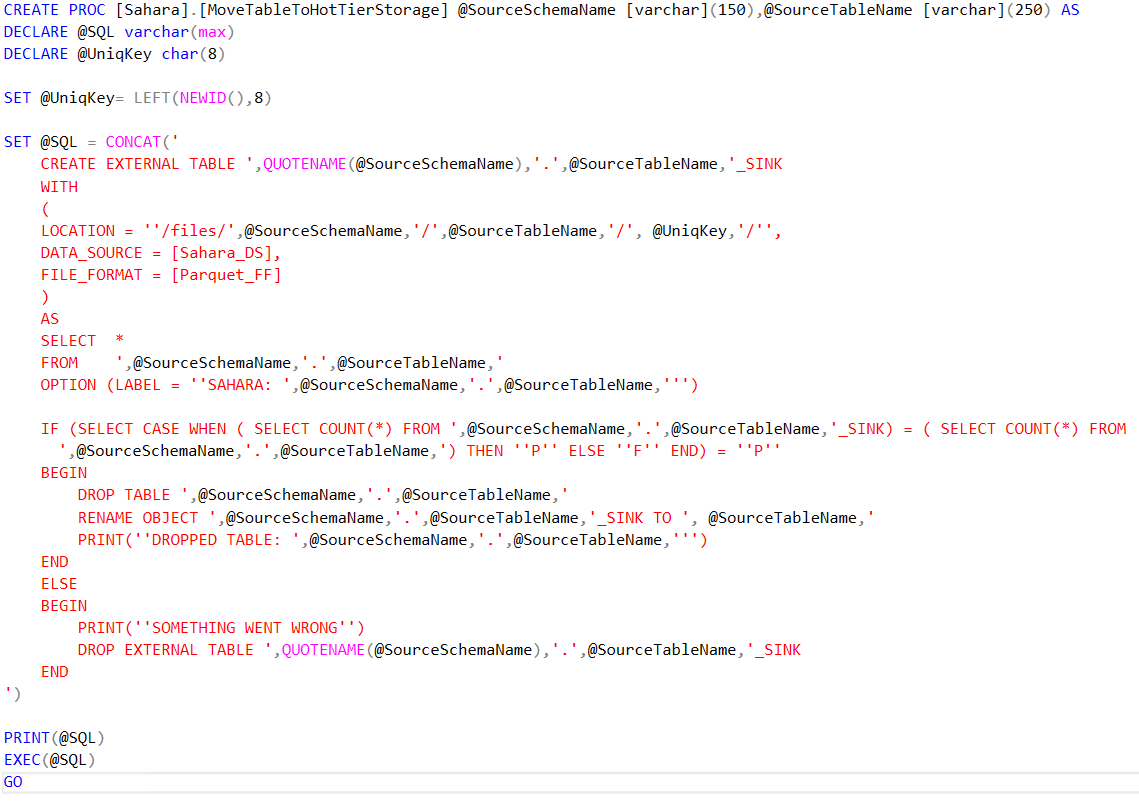 CREATE PROC [Sahara].[MoveTableToHotTierStorage] @SourceSchemaName [varchar](150),@SourceTableName [varchar](250) AS
DECLARE @SQL varchar(max)
DECLARE @UniqKey char(8)

SET @UniqKey= LEFT(NEWID(),8)

SET @SQL = CONCAT('
    CREATE EXTERNAL TABLE ',QUOTENAME(@SourceSchemaName),'.',@SourceTableName,'_SINK
    WITH
    (
    LOCATION = ''/files/',@SourceSchemaName,'/',@SourceTableName,'/', @UniqKey,'/'',
    DATA_SOURCE = [Sahara_DS],
    FILE_FORMAT = [Parquet_FF]
    )
    AS
    SELECT  *
    FROM    ',@SourceSchemaName,'.',@SourceTableName,'
    OPTION (LABEL = ''SAHARA: ',@SourceSchemaName,'.',@SourceTableName,''')

    IF (SELECT CASE WHEN ( SELECT COUNT(*) FROM ',@SourceSchemaName,'.',@SourceTableName,'_SINK) = ( SELECT COUNT(*) FROM
      ',@SourceSchemaName,'.',@SourceTableName,') THEN ''P'' ELSE ''F'' END) = ''P''
    BEGIN
        DROP TABLE ',@SourceSchemaName,'.',@SourceTableName,'
        RENAME OBJECT ',@SourceSchemaName,'.',@SourceTableName,'_SINK TO ', @SourceTableName,'
        PRINT(''DROPPED TABLE: ',@SourceSchemaName,'.',@SourceTableName,''')
    END
    ELSE
    BEGIN
        PRINT(''SOMETHING WENT WRONG'')
        DROP EXTERNAL TABLE ',QUOTENAME(@SourceSchemaName),'.',@SourceTableName,'_SINK
    END
')

PRINT(@SQL)
EXEC(@SQL)
GO